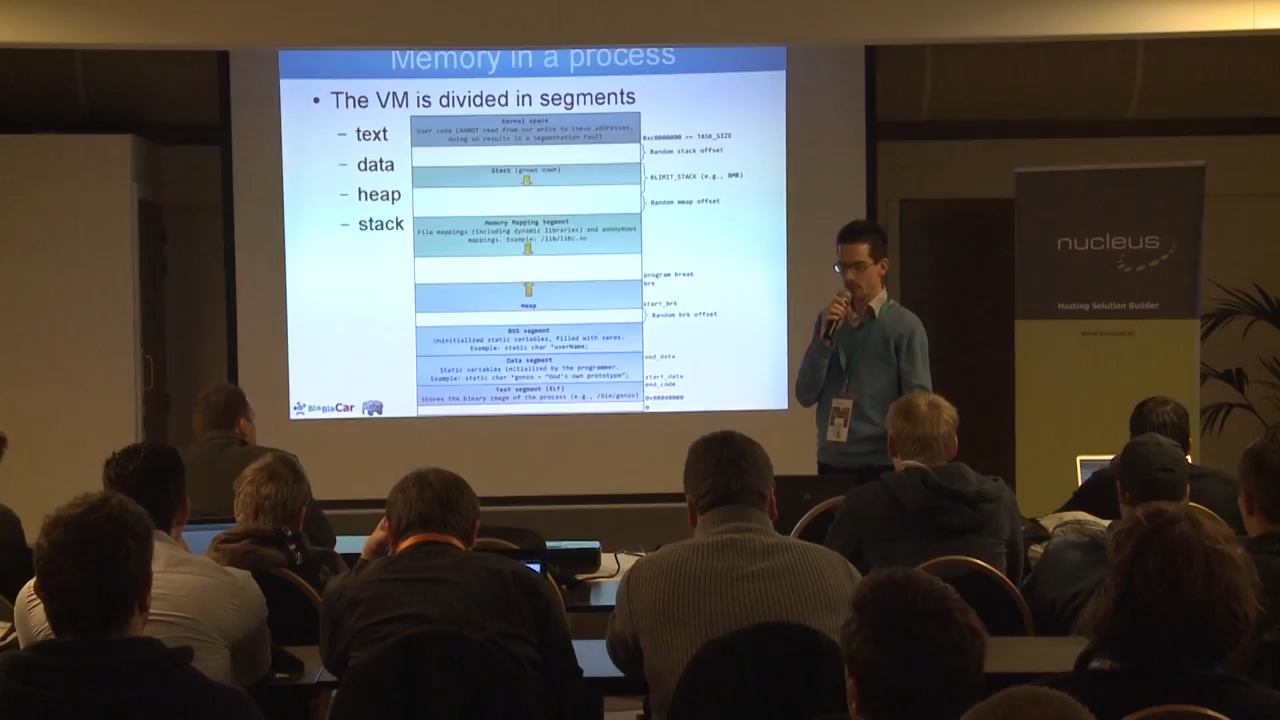 Memory in a process
• The VM is divided in segments
– text
– data
– heap
– stack
Kernel space
User code CANNOT read from nor write to these addresses,
doing so results in a Segmentation Fault
0xc0000000 == TASK_SIZE
Random stack offset
Stack (grows down)
RLIMIT_STACK (e.g., 8MB)
Random mmap offset
Memory Mapping Segment
File mappings (including dynamic libraries) and anonymous
mappings. Example: /lib/libc.so
program break
brk
start_brk
Heap
Random brk offset
BSS segment
Uninitialized static variables, filled with zeros.
Example: static char *userName;
end_data
Data segment
Static variables initialized by the programmer.
Example: static char *gonzo = "God's own prototype";
start_data
end_code
Text segment (ELF)
Stores the binary image of the process (e.g., /bin/gonzo)
0x08048000
0
BlaBlaCar
nucleus
Hosting Solution Builder